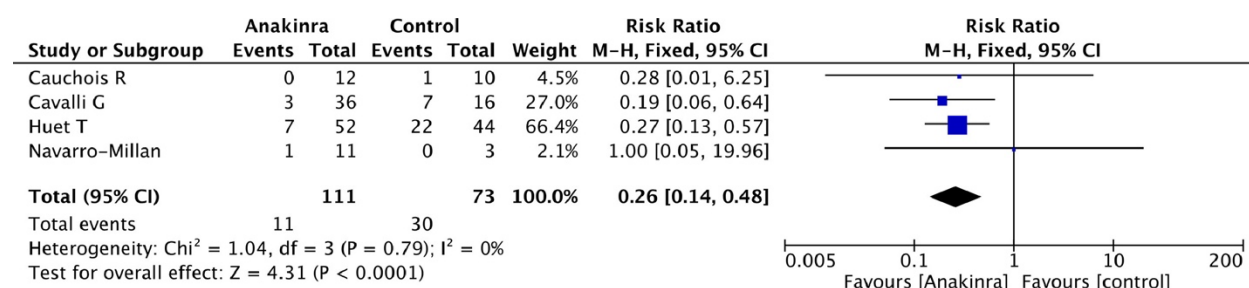 Anakinra Control Risk Ratio Risk Ratio
Study or Subgroup Events Total Events Total Weight M-H, Fixed, 95% CI M-H, Fixed, 95% CI
Cauchois R 0 12 1 10 4.5% 0.28 [0.01, 6.25]
Cavalli G 3 36 7 16 27.0% 0.19 [0.06, 0.64]
Huet T 7 52 22 44 66.4% 0.27 [0.13, 0.57]
Navarro-Millan 1 11 0 3 2.1% 1.00 [0.05, 19.96]
Total (95% CI) 111 73 100.0% 0.26 [0.14, 0.48]
Total events 11 30
Heterogeneity: Chi² = 1.04, df = 3 (P = 0.79); I² = 0%
Test for overall effect: Z = 4.31 (P < 0.0001)
0.005 0.1 1 10 200
Favours [Anakinra] Favours [control]